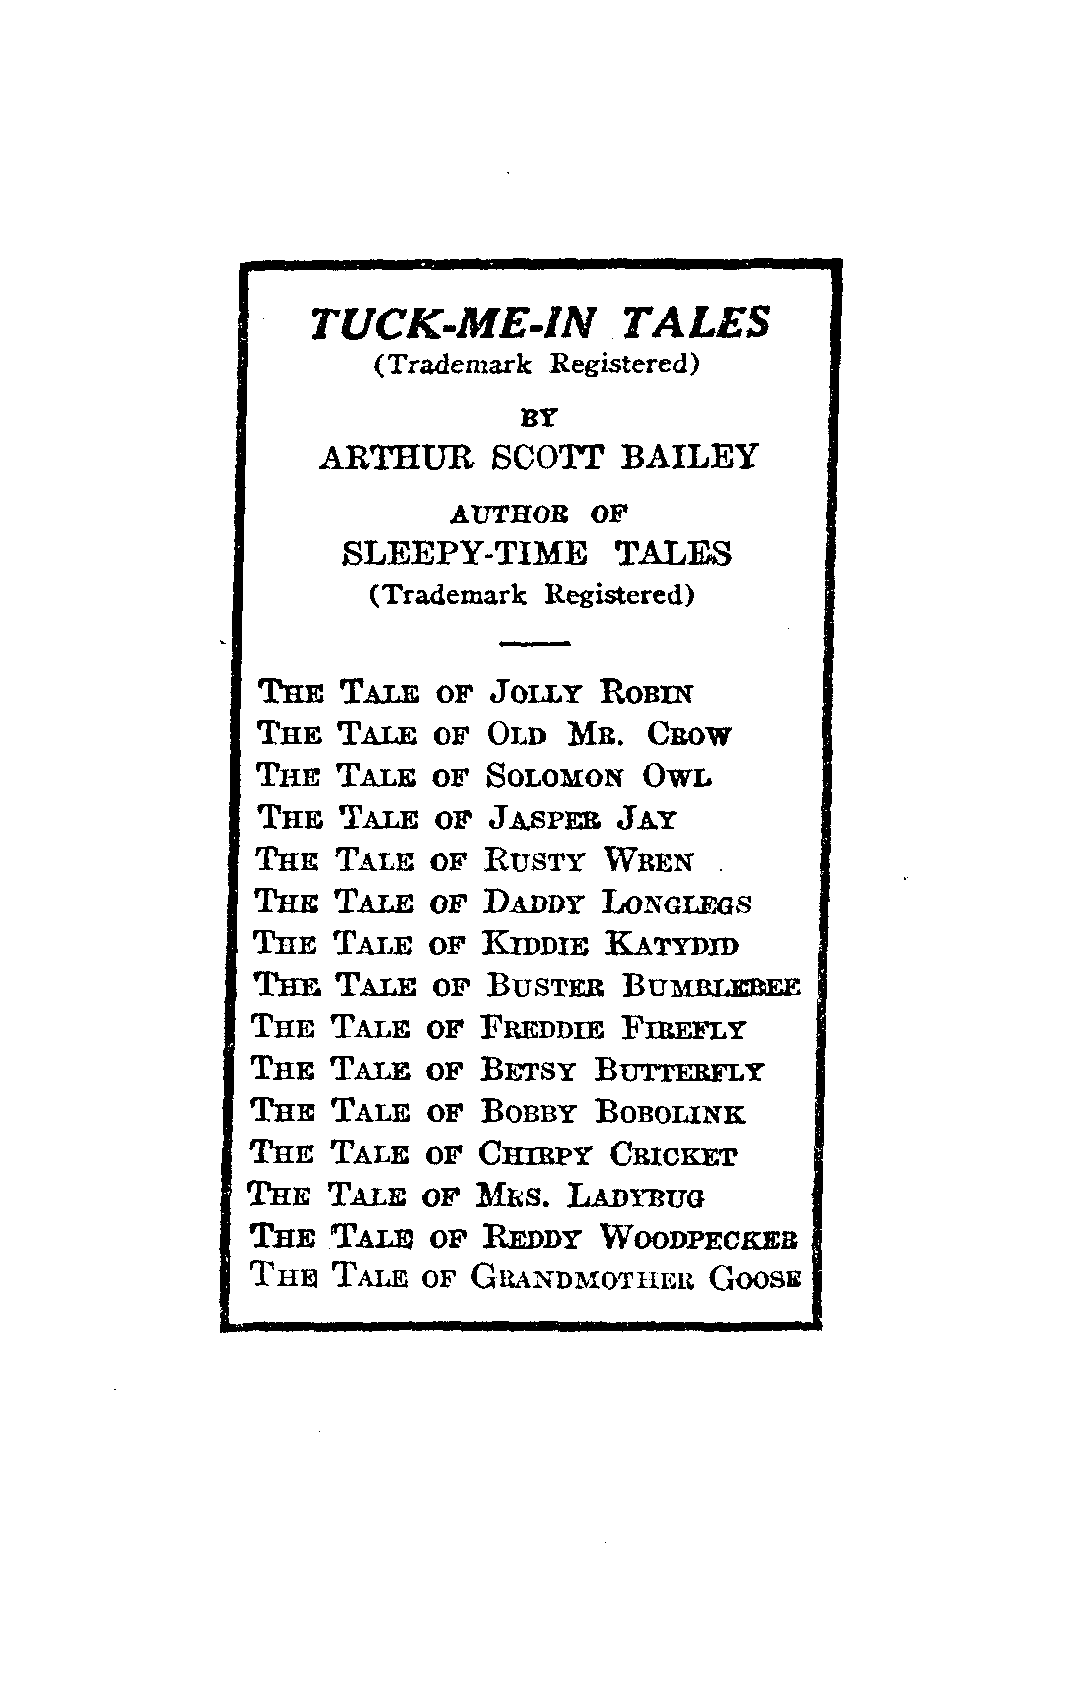 TUCK-ME-IN TALES
(Trademark Registered)
BY
ARTHUR SCOTT BAILEY
AUTHOR OF
SLEEPY-TIME TALES
(Trademark Registered)
THE TALE OF JOLLY ROBIN
THE TALE OF OLD MR. CROW
THE TALE OF SOLOMON OWL
THE TALE OF JASPER JAY
THE TALE OF RUSTY WREN
THE TALE OF DADDY LONGLEGS
THE TALE OF KIDDIE KATYDID
THE TALE OF BUSTER BUMBLEBEE
THE TALE OF FREDDIE FIREFLY
THE TALE OF BETSY BUTTERFLY
THE TALE OF BOBBY BOBOLINK
THE TALE OF CHIRPY CRICKET
THE TALE OF MRS. LADYBUG
THE TALE OF REDDY WOODPECKER
THE TALE OF GRANDMOTHER GOOSE